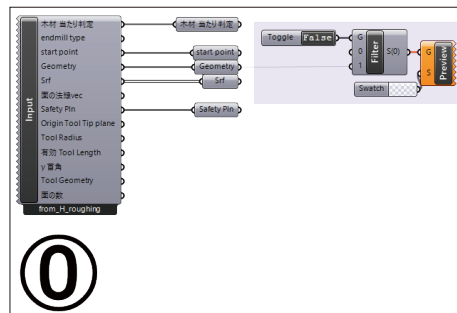 Input
木材 当たり判定
endmill type
start point
Geometry
Srf
面の法線vec
Safety Pln
Origin Tool Tip plane
Tool Radius
有効 Tool Length
γ 首角
Tool Geometry
面の数
from_H_roughing
木材 当たり判定
start point
Geometry
Srf
Safety Pln
Toggle False
G
0
1
Filter
S(0)
Swatch
G
S
Preview
0